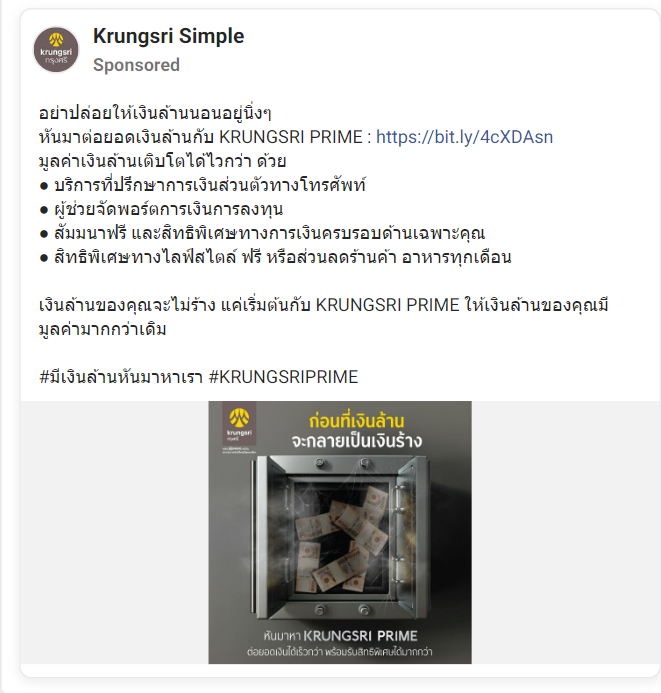 Krungsri Simple
krungsri
กรุงศรี
Sponsored
อย่าปล่อยให้เงินล้านนอนอยู่นิ่งๆ
หันมาต่อยอดเงินล้านกับ KRUNGSRI PRIME : https://bit.ly/4cXDAsn
มูลค่าเงินล้านเติบโตได้ไวกว่า ด้วย
● บริการที่ปรึกษาการเงินส่วนตัวทางโทรศัพท์
● ผู้ช่วยจัดพอร์ตการเงินการลงทุน
● สัมมนาฟรี และสิทธิพิเศษทางการเงินครบรอบด้านเฉพาะคุณ
● สิทธิพิเศษทางไลฟ์สไตล์ ฟรี หรือส่วนลดร้านค้า อาหารทุกเดือน
เงินล้านของคุณจะไม่ร้าง แค่เริ่มต้นกับ KRUNGSRI PRIME ให้เงินล้านของคุณมี
มูลค่ามากกว่าเดิม
#มีเงินล้านหันมาหาเรา #KRUNGSRIPRIME
krungsri
กรุงศรี
ก่อนที่เงินล้าน
จะกลายเป็นเงินร้าง
หันมาหา KRUNGSRI PRIME
ต่อยอดเงินได้เร็วกว่า พร้อมรับสิทธิพิเศษได้มากกว่า